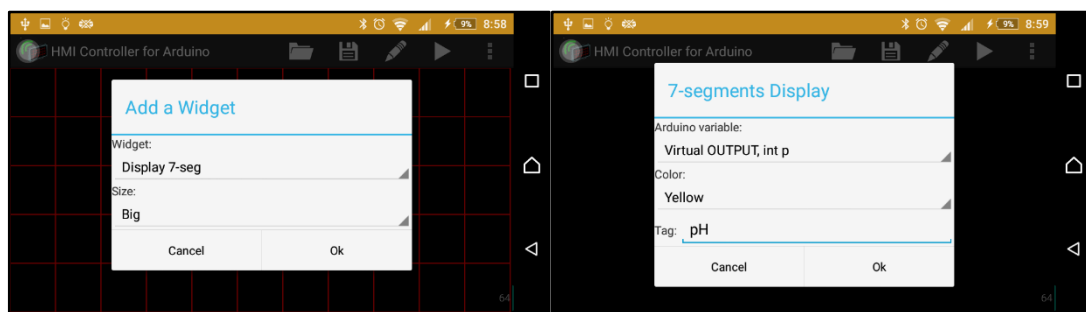 9% 8:58
HMI Controller for Arduino
Add a Widget
Widget:
Display 7-seg
Size:
Big
Cancel Ok
64
9% 8:59
HMI Controller for Arduino
7-segments Display
Arduino variable:
Virtual OUTPUT, int p
Color:
Yellow
Tag: pH
Cancel Ok
64